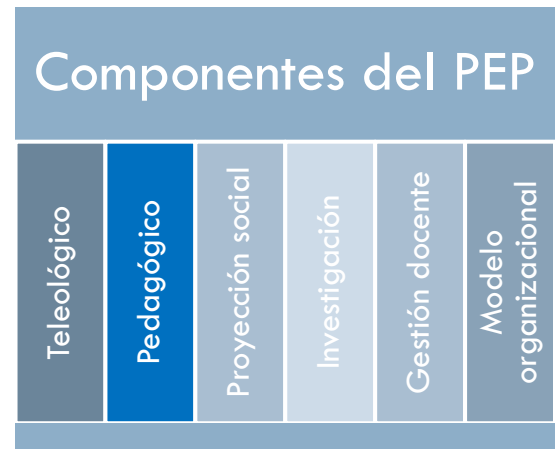 Componentes del PEP
Teleológico
Pedagógico
Proyección social
Investigación
Gestión docente
Modelo
organizacional